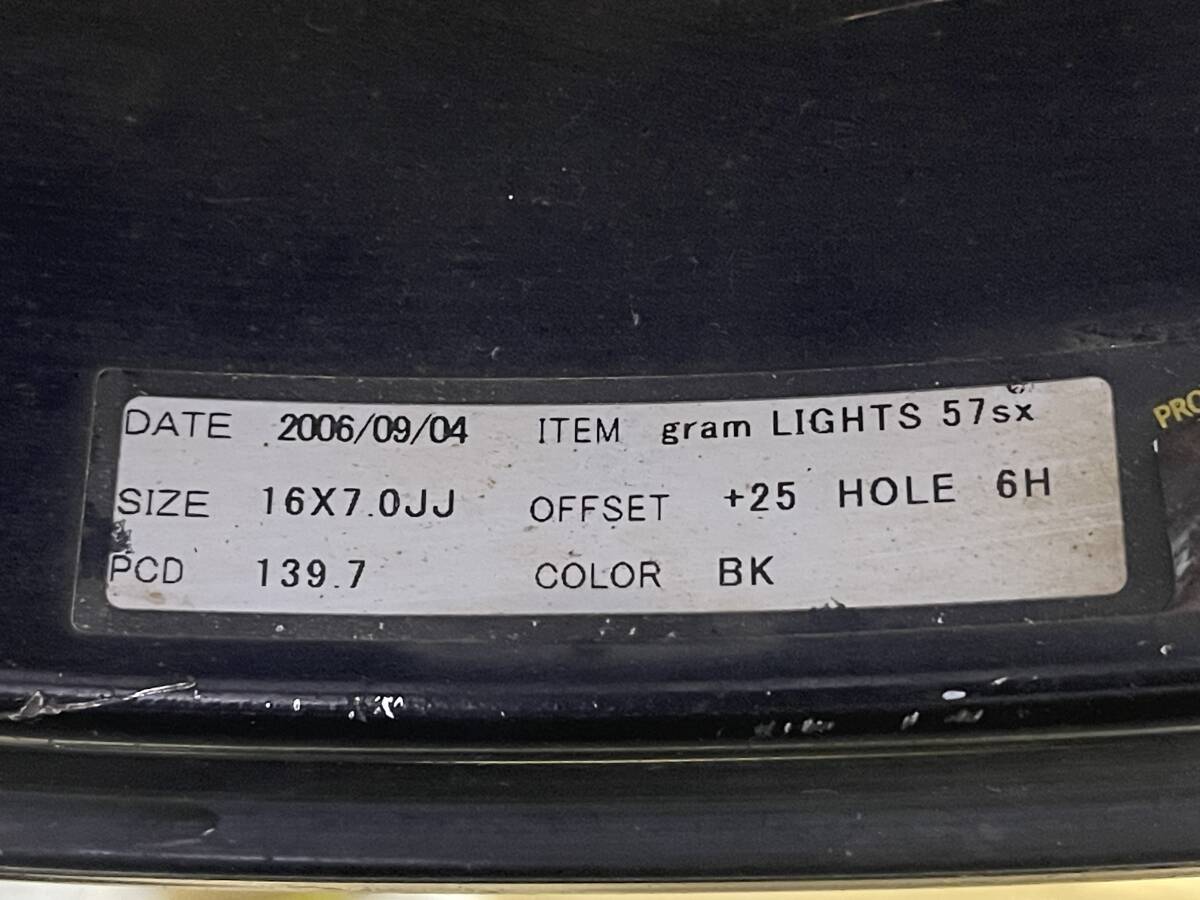 DATE 2006/09/04 ITEM gram LIGHTS 57sx
SIZE 16X7.0JJ OFFSET +25 HOLE 6H
PCD 139.7 COLOR BK